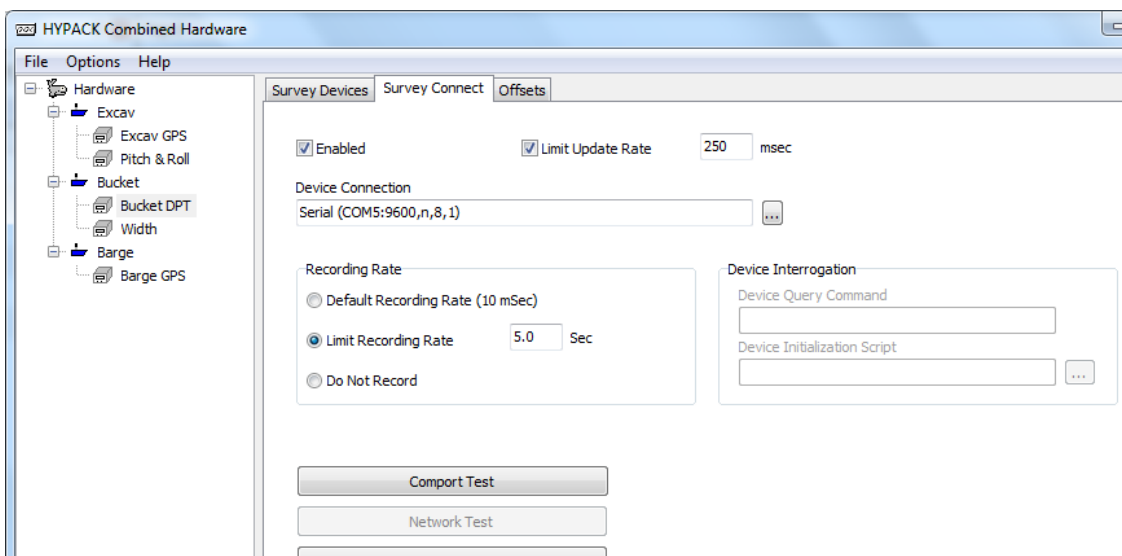 HYPACK Combined Hardware
File Options Help
Hardware
Excav
Excav GPS
Pitch & Roll
Bucket
Bucket DPT
Width
Barge
Barge GPS
Survey Devices Survey Connect Offsets
Enabled Limit Update Rate 250 msec
Device Connection
Serial (COM5:9600,n,8,1) ...
Recording Rate
Default Recording Rate (10 mSec)
Limit Recording Rate 5.0 Sec
Do Not Record
Device Interrogation
Device Query Command
Device Initialization Script
...
Comport Test
Network Test